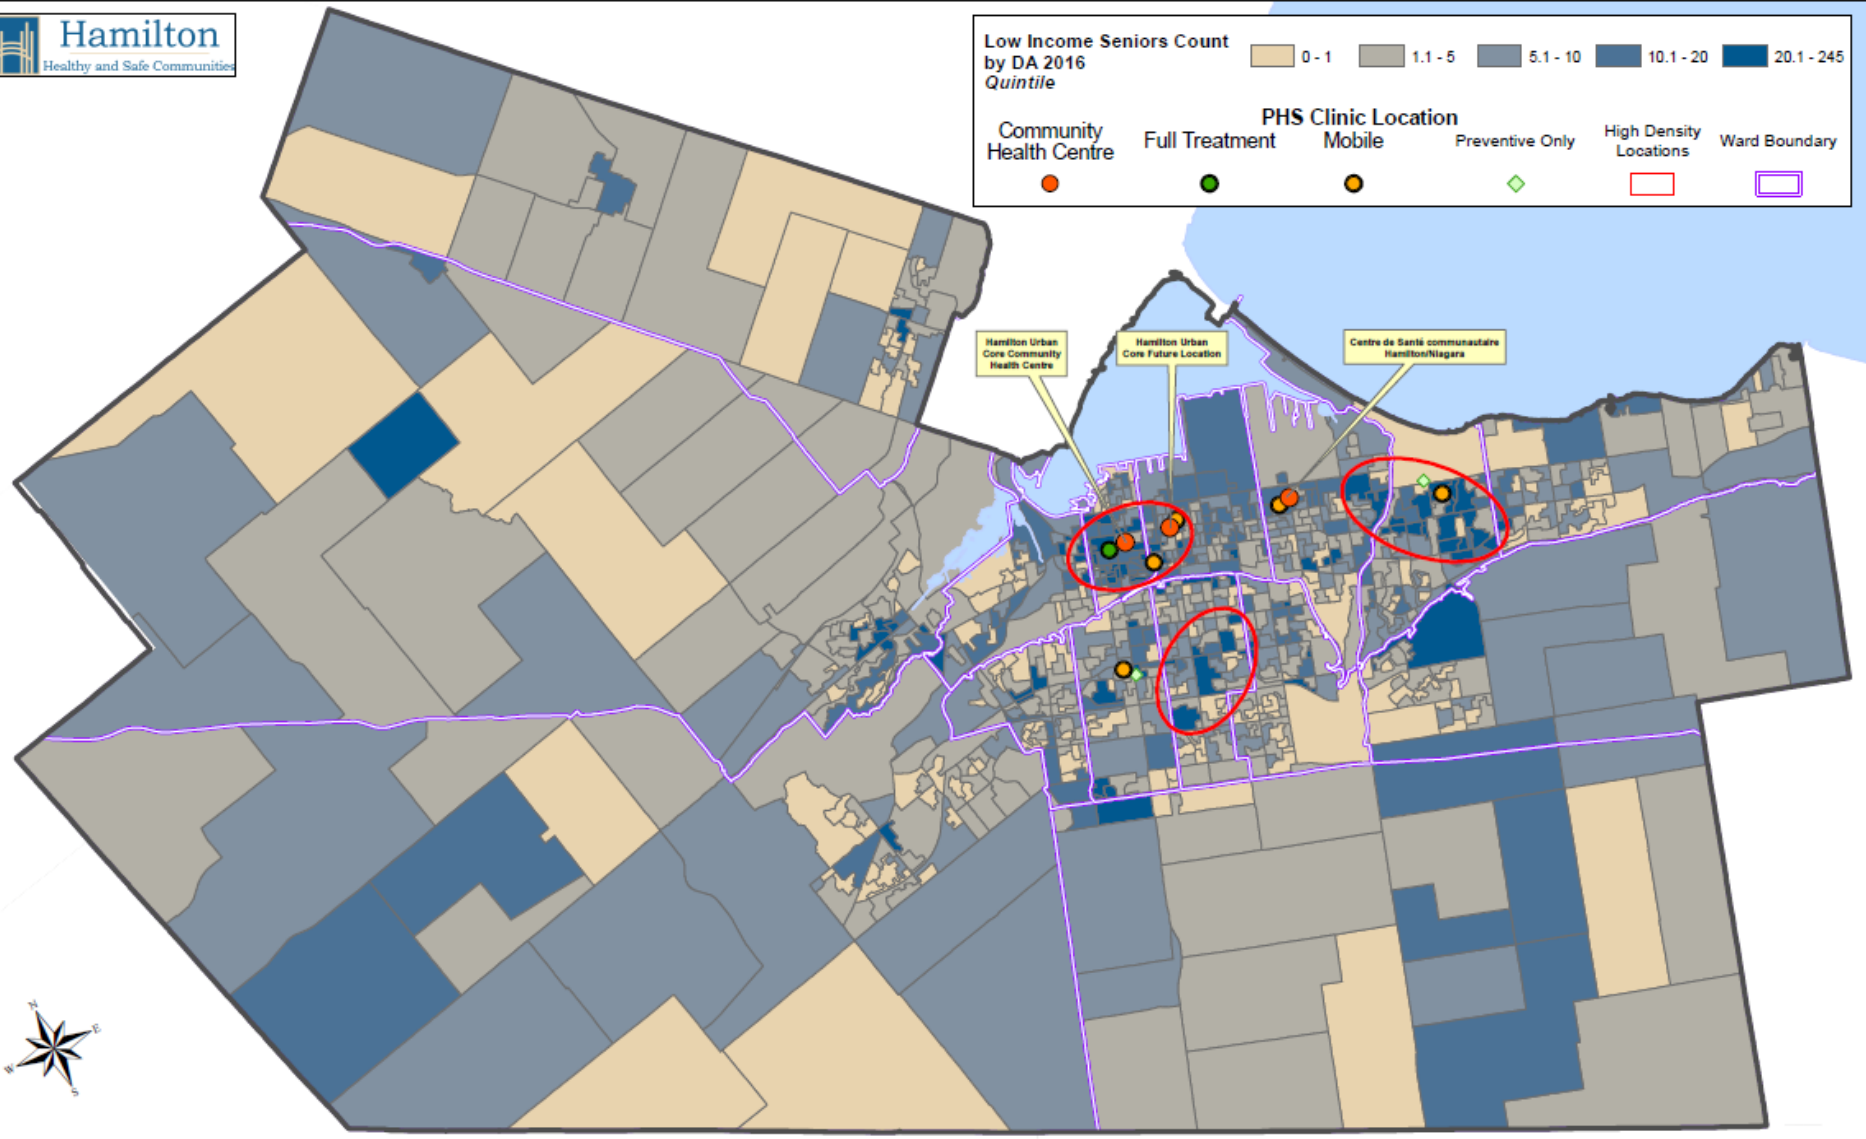 Hamilton
Healthy and Safe Communities
Low Income Seniors Count
by DA 2016
Quintile
0 - 1
1.1 - 5
5.1 - 10
10.1 - 20
20.1 - 245
PHS Clinic Location
Community
Health Centre
Full Treatment
Mobile
Preventive Only
High Density
Locations
Ward Boundary
Hamilton Urban
Core Community
Health Centre
Hamilton Urban
Core Future Location
Centre de Santé communautaire
Hamilton/Niagara
N
E
W
S